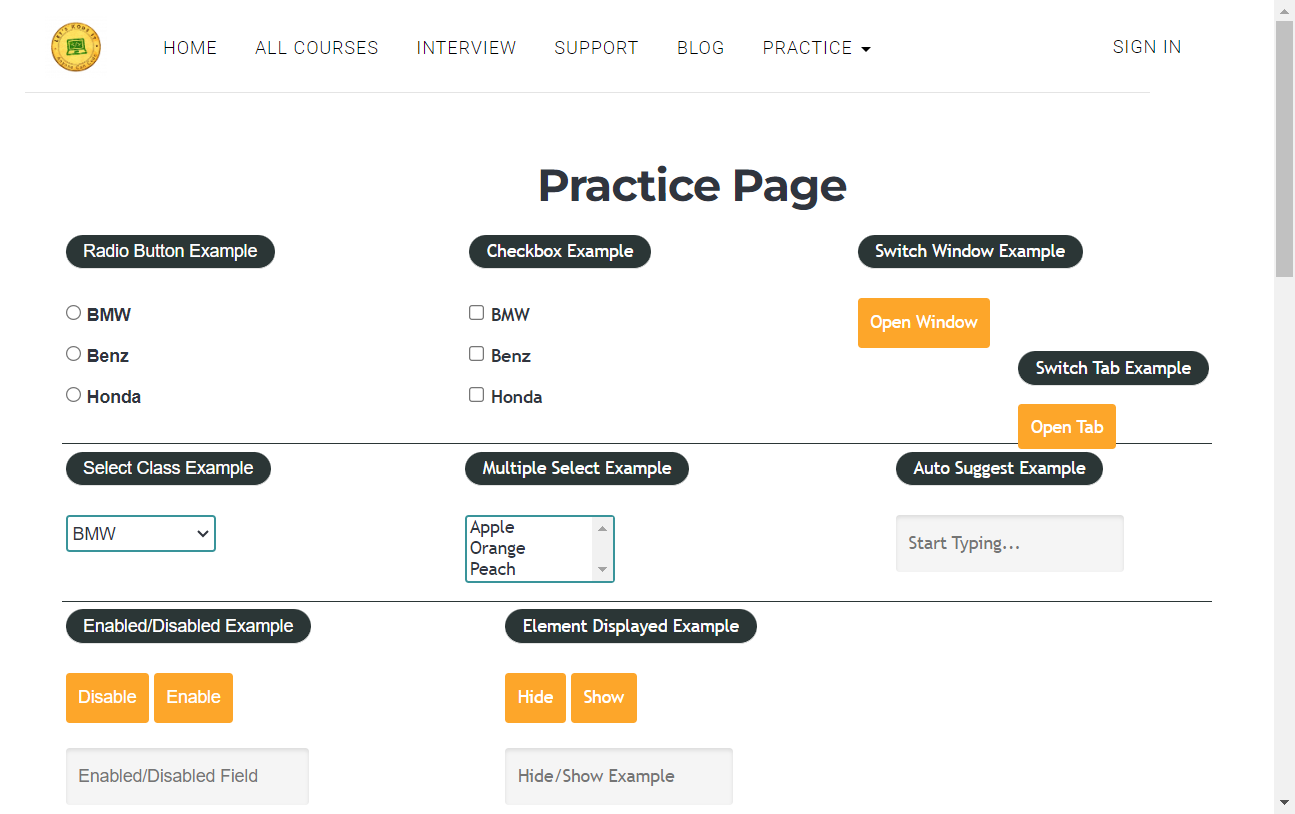 HOME ALL COURSES INTERVIEW SUPPORT BLOG PRACTICE SIGN IN
Practice Page
Radio Button Example
BMW
Benz
Honda
Checkbox Example
BMW
Benz
Honda
Switch Window Example
Open Window
Switch Tab Example
Open Tab
Select Class Example
BMW
Multiple Select Example
Apple
Orange
Peach
Auto Suggest Example
Start Typing...
Enabled/Disabled Example
Disable Enable
Enabled/Disabled Field
Element Displayed Example
Hide Show
Hide/Show Example